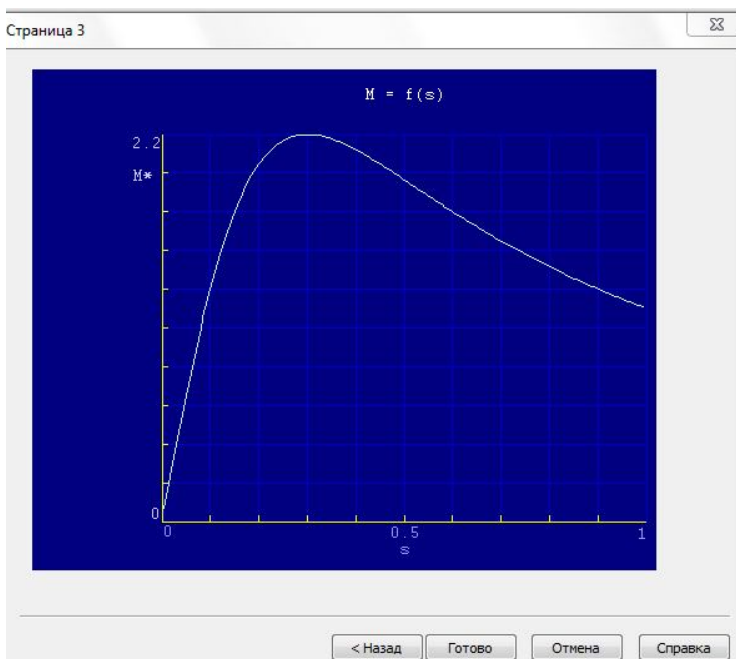 Страница 3
M = f(s)
2.2
M*
0
0
0.5
1
s
< Назад
Готово
Отмена
Справка